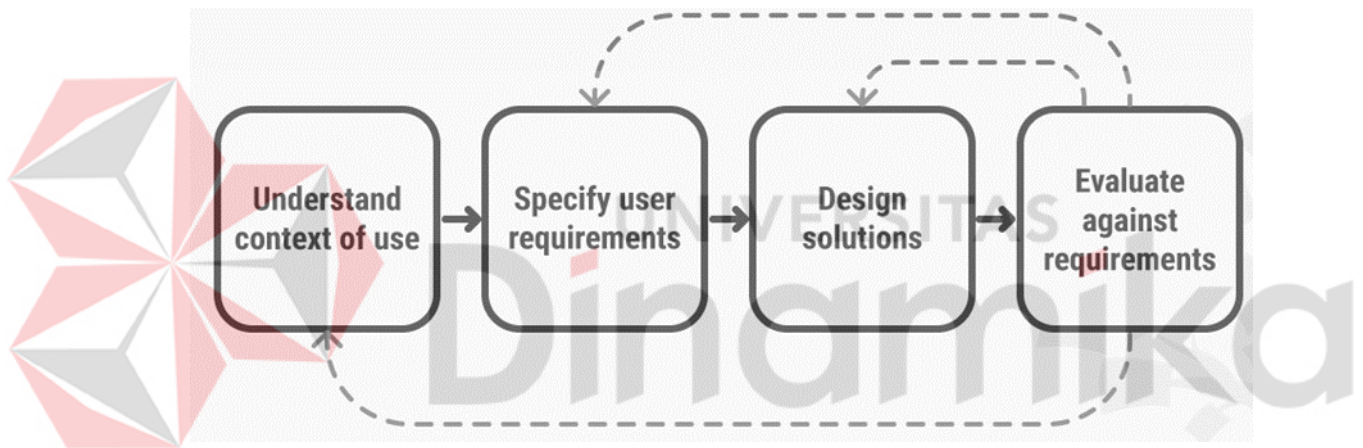 Understand
context of use
Specify user
requirements
Design
solutions
Evaluate
against
requirements
UNIVERSITAS
Dinamika